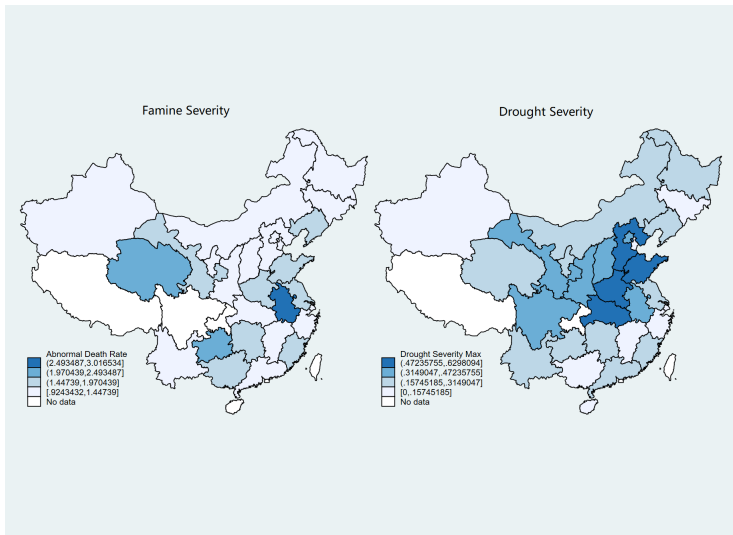 Famine Severity
Drought Severity
Abnormal Death Rate
(2.493487,3.016534]
(1.970439,2.493487]
(1.44739,1.970439]
[.9243432,1.44739]
No data
Drought Severity Max
(.47235755,.6298094]
(.3149047,.47235755]
(.15745185,.3149047]
[0,.15745185]
No data